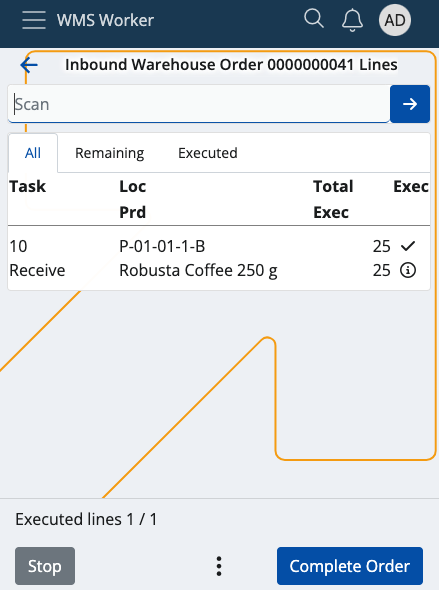 WMS Worker
AD
Inbound Warehouse Order 0000000041 Lines
Scan
All Remaining Executed
Task Loc Total Exec
Prd Exec
10 P-01-01-1-B 25
Receive Robusta Coffee 250 g 25
Executed lines 1 / 1
Stop Complete Order